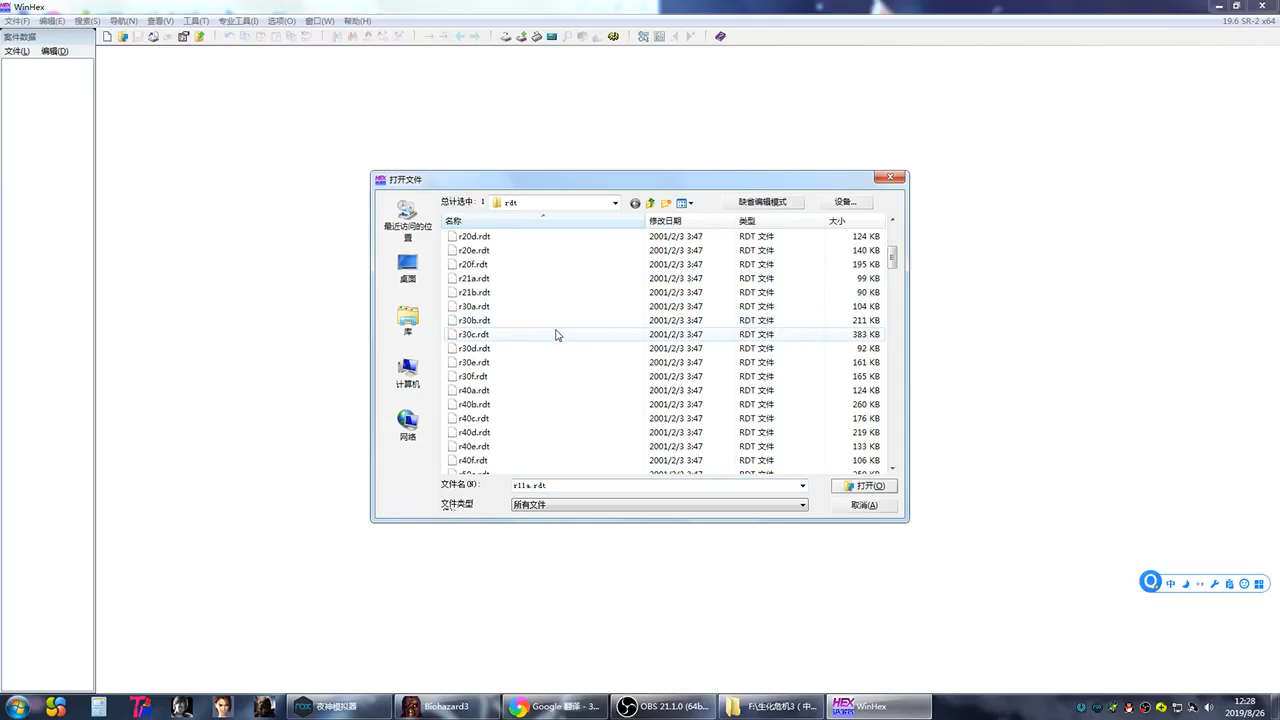 WinHex
文件(F) 编辑(E) 搜索(S) 导航(N) 查看(V) 工具(T) 专业工具(I) 选项(O) 窗口(W) 帮助(H) 19.6 SR-2 x64
案件数据
文件(L) 编辑(D)
打开文件
总计选中: 1 rdt 缺省编辑模式 设备...
名称 修改日期 类型 大小
r20d.rdt 2001/2/3 3:47 RDT 文件 124 KB
r20e.rdt 2001/2/3 3:47 RDT 文件 140 KB
r20f.rdt 2001/2/3 3:47 RDT 文件 195 KB
r21a.rdt 2001/2/3 3:47 RDT 文件 99 KB
r21b.rdt 2001/2/3 3:47 RDT 文件 90 KB
r30a.rdt 2001/2/3 3:47 RDT 文件 104 KB
r30b.rdt 2001/2/3 3:47 RDT 文件 211 KB
r30c.rdt 2001/2/3 3:47 RDT 文件 383 KB
r30d.rdt 2001/2/3 3:47 RDT 文件 92 KB
r30e.rdt 2001/2/3 3:47 RDT 文件 161 KB
r30f.rdt 2001/2/3 3:47 RDT 文件 165 KB
r40a.rdt 2001/2/3 3:47 RDT 文件 124 KB
r40b.rdt 2001/2/3 3:47 RDT 文件 260 KB
r40c.rdt 2001/2/3 3:47 RDT 文件 176 KB
r40d.rdt 2001/2/3 3:47 RDT 文件 219 KB
r40e.rdt 2001/2/3 3:47 RDT 文件 133 KB
r40f.rdt 2001/2/3 3:47 RDT 文件 106 KB
最近访问的位
置
桌面
库
计算机
网络
文件名(N): r11a.rdt 打开(O)
文件类型 所有文件 取消(A)
中
夜神模拟器 Biohazard3 Google 翻译 - 3... OBS 21.1.0 (64b... F:\生化危机3 ( 中... WinHex
12:28
2019/8/26